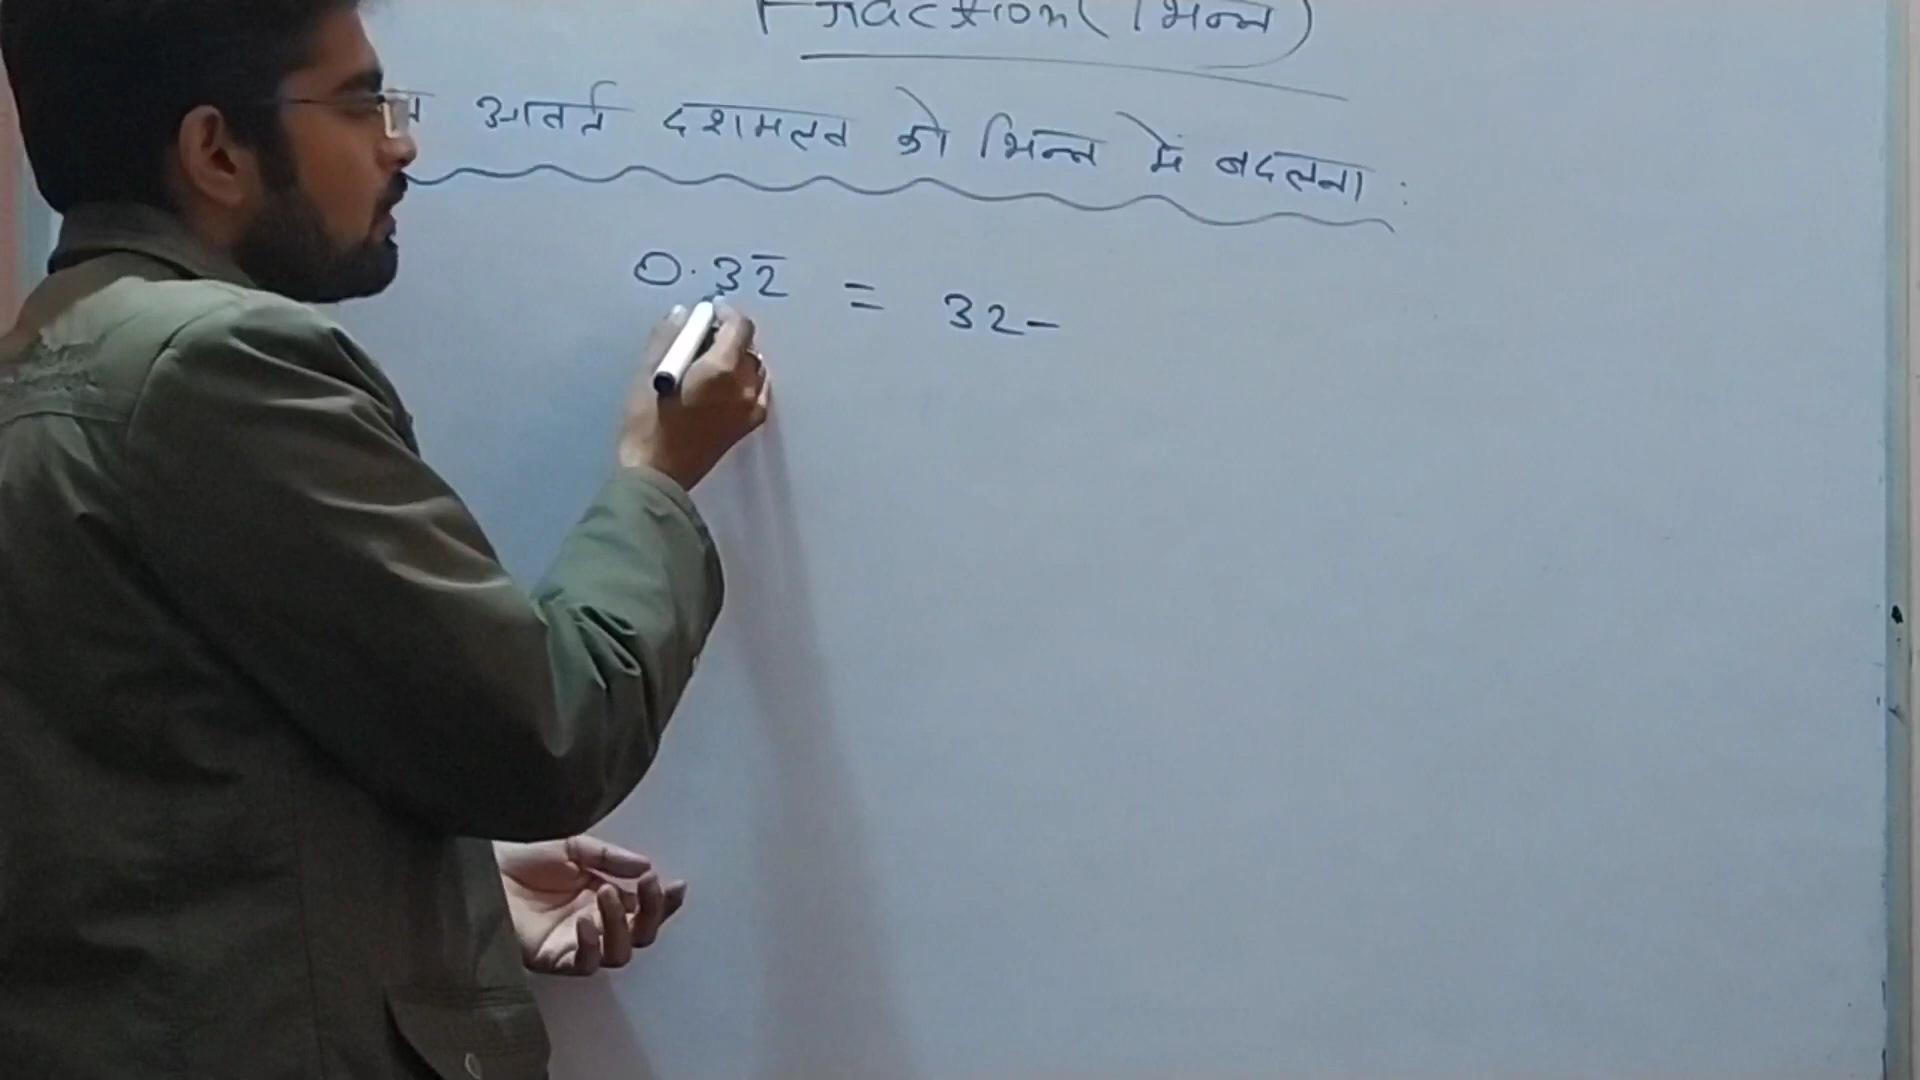 Fraction (भिन्न)
आवर्त दशमलव को भिन्न में बदलना :
0.32̅ = 32-